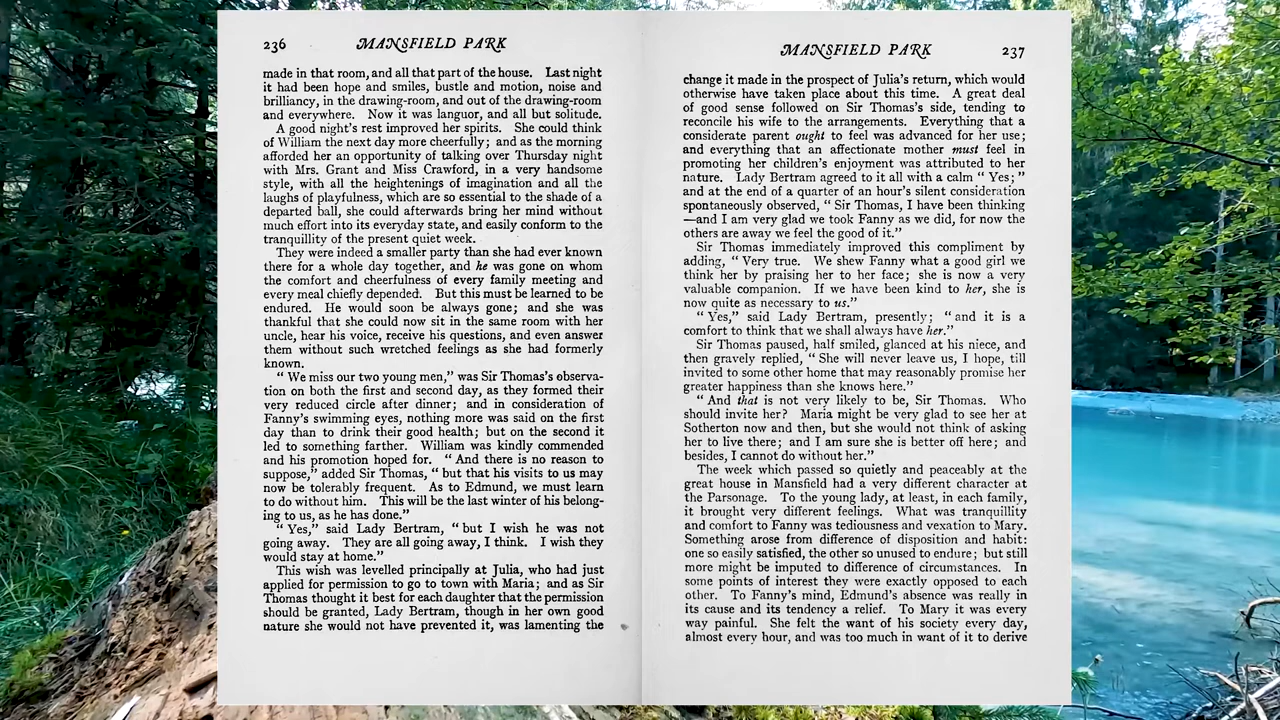 236 MANSFIELD PARK
made in that room, and all that part of the house. Last night
it had been hope and smiles, bustle and motion, noise and
brilliancy, in the drawing-room, and out of the drawing-room
and everywhere. Now it was languor, and all but solitude.
A good night's rest improved her spirits. She could think
of William the next day more cheerfully; and as the morning
afforded her an opportunity of talking over Thursday night
with Mrs. Grant and Miss Crawford, in a very handsome
style, with all the heightenings of imagination and all the
laughs of playfulness, which are so essential to the shade of a
departed ball, she could afterwards bring her mind without
much effort into its everyday state, and easily conform to the
tranquillity of the present quiet week.
They were indeed a smaller party than she had ever known
there for a whole day together, and he was gone on whom
the comfort and cheerfulness of every family meeting and
every meal chiefly depended. But this must be learned to be
endured. He would soon be always gone; and she was
thankful that she could now sit in the same room with her
uncle, hear his voice, receive his questions, and even answer
them without such wretched feelings as she had formerly
known.
“ We miss our two young men,” was Sir Thomas's observa-
tion on both the first and second day, as they formed their
very reduced circle after dinner; and in consideration of
Fanny's swimming eyes, nothing more was said on the first
day than to drink their good health; but on the second it
led to something farther. William was kindly commended
and his promotion hoped for. “ And there is no reason to
suppose,” added Sir Thomas, “ but that his visits to us may
now be tolerably frequent. As to Edmund, we must learn
to do without him. This will be the last winter of his belong-
ing to us, as he has done.”
“ Yes,” said Lady Bertram, “ but I wish he was not
going away. They are all going away, I think. I wish they
would stay at home.”
This wish was levelled principally at Julia, who had just
applied for permission to go to town with Maria; and as Sir
Thomas thought it best for each daughter that the permission
should be granted, Lady Bertram, though in her own good
nature she would not have prevented it, was lamenting the
MANSFIELD PARK 237
change it made in the prospect of Julia's return, which would
otherwise have taken place about this time. A great deal
of good sense followed on Sir Thomas's side, tending to
reconcile his wife to the arrangements. Everything that a
considerate parent ought to feel was advanced for her use;
and everything that an affectionate mother must feel in
promoting her children's enjoyment was attributed to her
nature. Lady Bertram agreed to it all with a calm “ Yes; ”
and at the end of a quarter of an hour's silent consideration
spontaneously observed, “ Sir Thomas, I have been thinking
—and I am very glad we took Fanny as we did, for now the
others are away we feel the good of it.”
Sir Thomas immediately improved this compliment by
adding, “ Very true. We shew Fanny what a good girl we
think her by praising her to her face; she is now a very
valuable companion. If we have been kind to her, she is
now quite as necessary to us.”
“ Yes,” said Lady Bertram, presently; “ and it is a
comfort to think that we shall always have her.”
Sir Thomas paused, half smiled, glanced at his niece, and
then gravely replied, “ She will never leave us, I hope, till
invited to some other home that may reasonably promise her
greater happiness than she knows here.”
“ And that is not very likely to be, Sir Thomas. Who
should invite her? Maria might be very glad to see her at
Sotherton now and then, but she would not think of asking
her to live there; and I am sure she is better off here; and
besides, I cannot do without her.”
The week which passed so quietly and peaceably at the
great house in Mansfield had a very different character at
the Parsonage. To the young lady, at least, in each family,
it brought very different feelings. What was tranquillity
and comfort to Fanny was tediousness and vexation to Mary.
Something arose from difference of disposition and habit:
one so easily satisfied, the other so unused to endure; but still
more might be imputed to difference of circumstances. In
some points of interest they were exactly opposed to each
other. To Fanny's mind, Edmund's absence was really in
its cause and its tendency a relief. To Mary it was every
way painful. She felt the want of his society every day,
almost every hour, and was too much in want of it to derive